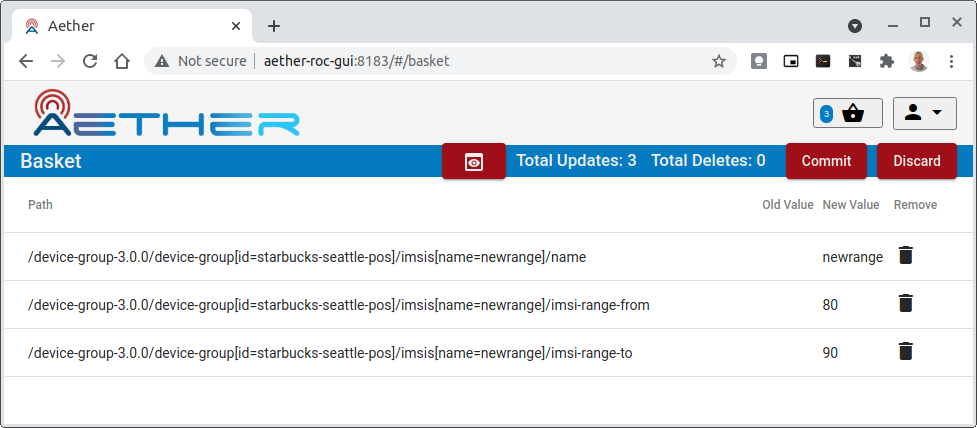 Aether
Not secure | aether-roc-gui:8183/#/basket
AETHER
3
Basket Total Updates: 3 Total Deletes: 0 Commit Discard
Path Old Value New Value Remove
/device-group-3.0.0/device-group[id=starbucks-seattle-pos]/imsis[name=newrange]/name newrange
/device-group-3.0.0/device-group[id=starbucks-seattle-pos]/imsis[name=newrange]/imsi-range-from 80
/device-group-3.0.0/device-group[id=starbucks-seattle-pos]/imsis[name=newrange]/imsi-range-to 90